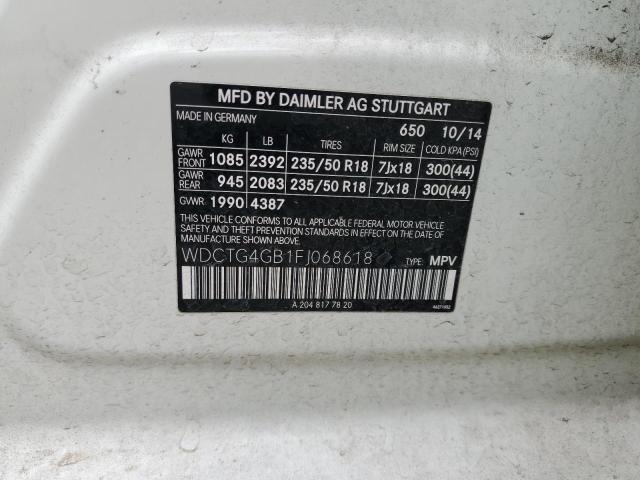 MFD BY DAIMLER AG STUTTGART
MADE IN GERMANY 650 10/14
KG LB TIRES RIM SIZE COLD KPA (PSI)
GAWR FRONT 1085 2392 235/50 R18 7Jx18 300(44)
GAWR REAR 945 2083 235/50 R18 7Jx18 300(44)
GVWR 1990 4387
THIS VEHICLE CONFORMS TO ALL APPLICABLE FEDERAL MOTOR VEHICLE
SAFETY AND THEFT PREVENTION STANDARDS IN EFFECT ON THE DATE OF
MANUFACTURE SHOWN ABOVE.
WDCTG4GB1FJ068618 TYPE: MPV
A 204 817 78 20